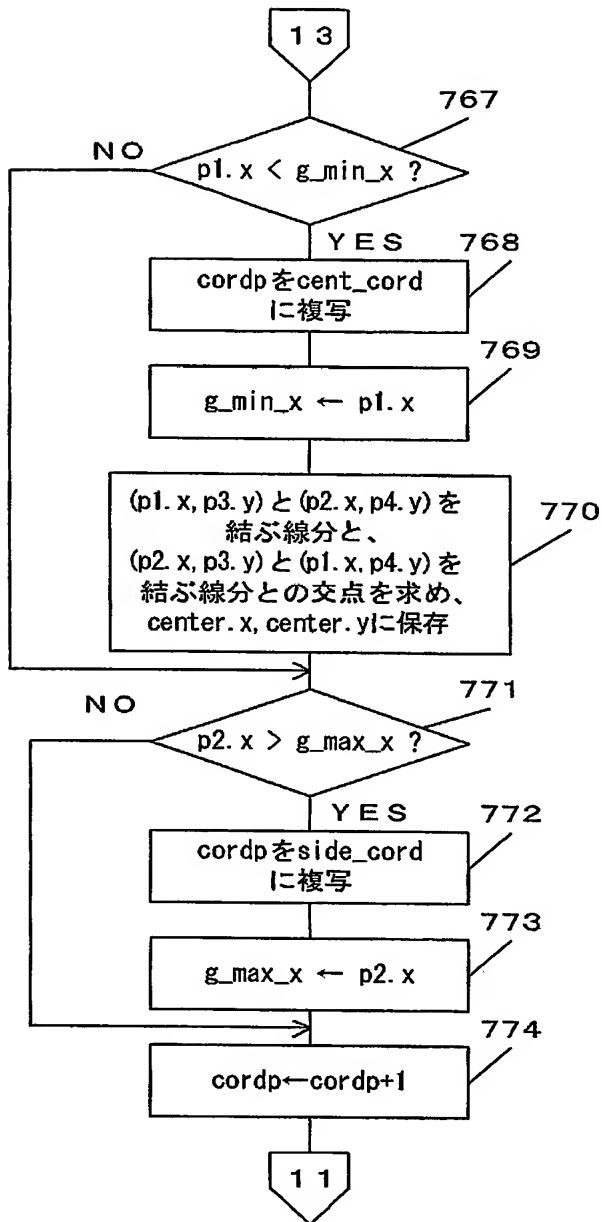 13
767
NO
p1.x < g_min_x ?
YES
768
cordpをcent_cord
に複写
769
g_min_x ← p1.x
770
(p1.x,p3.y)と(p2.x,p4.y)を
結ぶ線分と、
(p2.x,p3.y)と(p1.x,p4.y)を
結ぶ線分との交点を求め、
center.x,center.yに保存
771
NO
p2.x > g_max_x ?
YES
772
cordpをside_cord
に複写
773
g_max_x ← p2.x
774
cordp←cordp+1
11